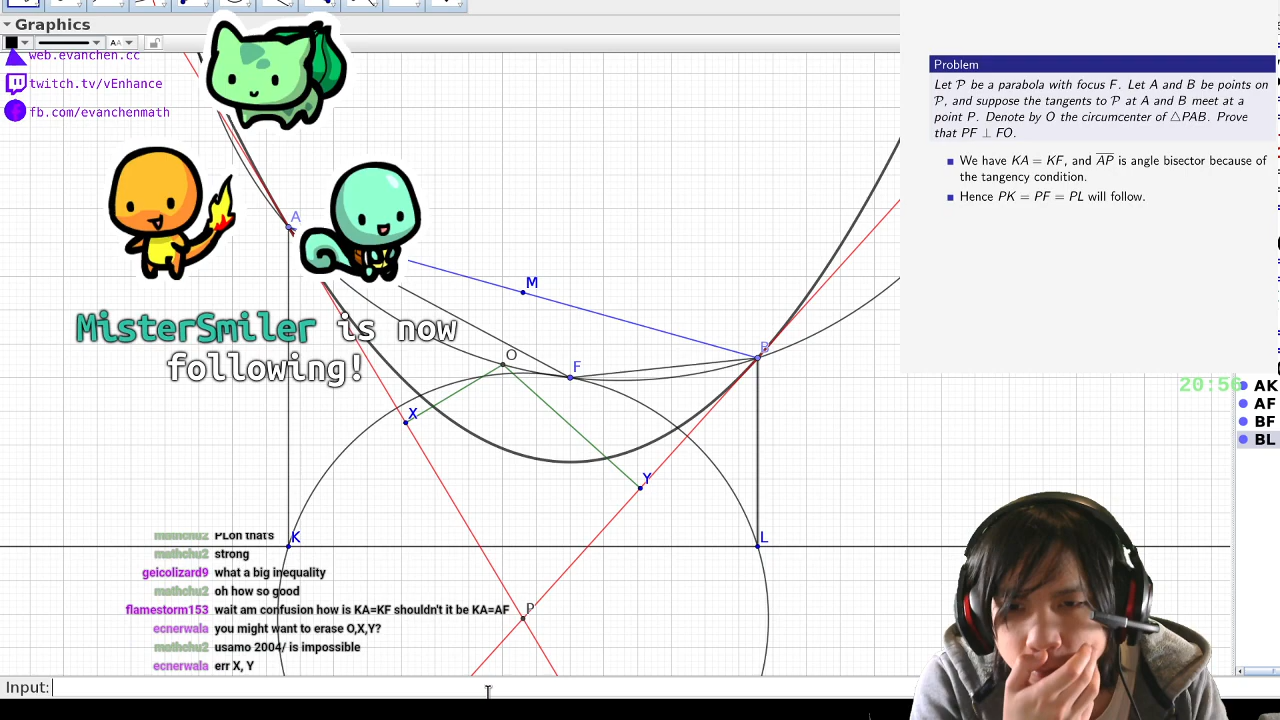 Graphics
web.evanchen.cc
twitch.tv/vEnhance
fb.com/evanchenmath
Problem
Let 𝒫 be a parabola with focus F. Let A and B be points on
𝒫, and suppose the tangents to 𝒫 at A and B meet at a
point P. Denote by O the circumcenter of △PAB. Prove
that PF ⊥ FO.
We have KA = KF, and AP is angle bisector because of
the tangency condition.
Hence PK = PF = PL will follow.
A
M
MisterSmiler is now
following!
O
F
B
X
Y
K
L
P
20:56
AK
AF
BF
BL
mathchu2 PLon that's
mathchu2 strong
geicolizard9 what a big inequality
mathchu2 oh how so good
flamestorm153 wait am confusion how is KA=KF shouldn't it be KA=AF
ecnerwala you might want to erase O,X,Y?
mathchu2 usamo 2004/ is impossible
ecnerwala err X, Y
Input: